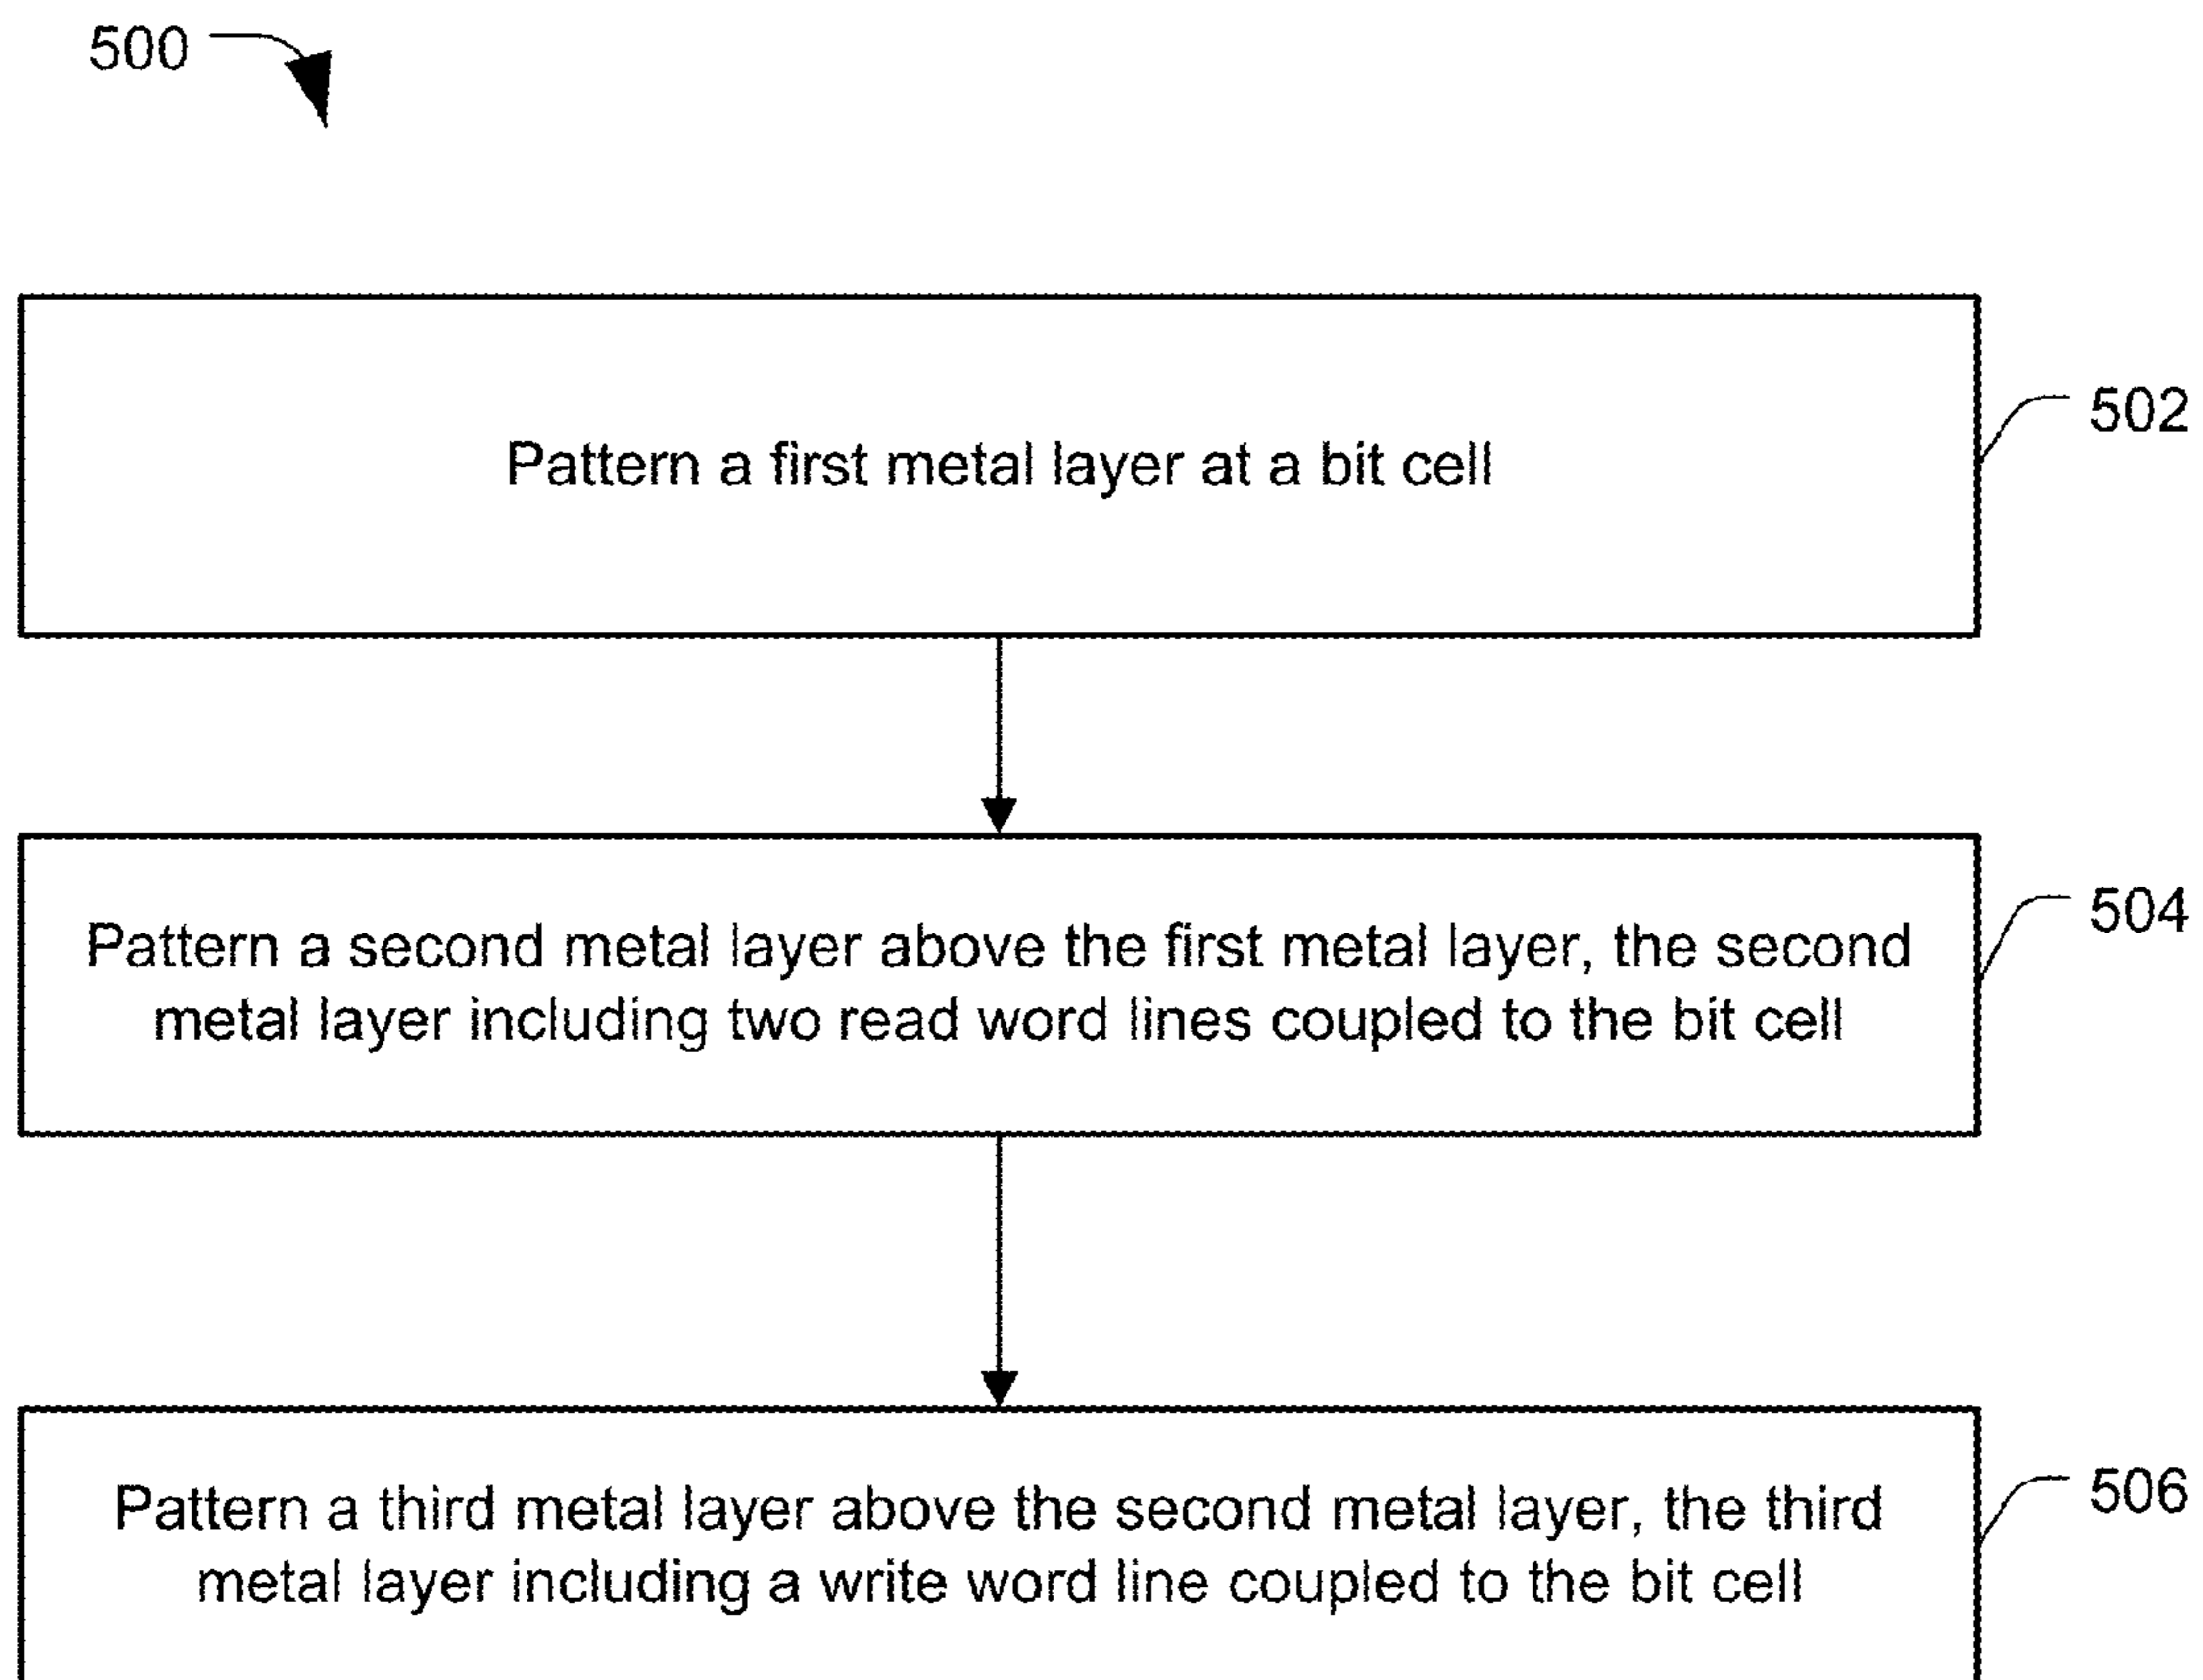 500
Pattern a first metal layer at a bit cell
502
Pattern a second metal layer above the first metal layer, the second
metal layer including two read word lines coupled to the bit cell
504
Pattern a third metal layer above the second metal layer, the third
metal layer including a write word line coupled to the bit cell
506